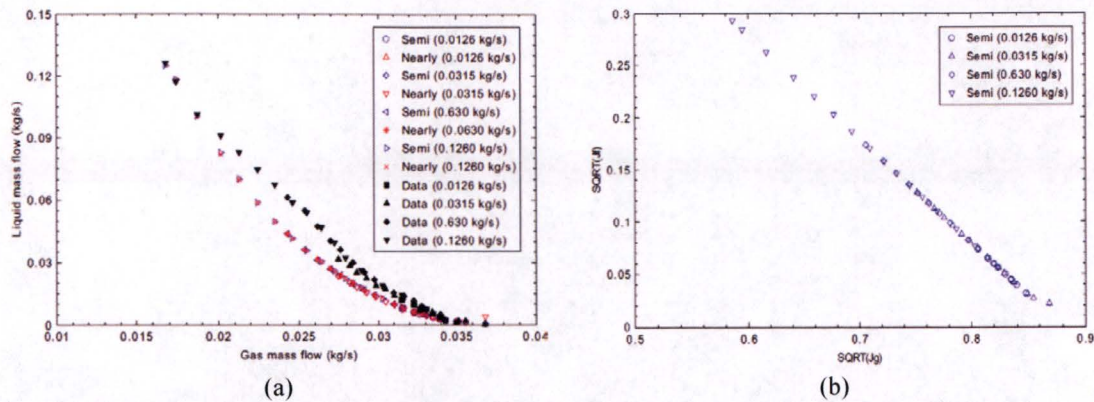 0.15
0.12
0.09
0.06
0.03
0
Liquid mass flow (kg/s)
0.01
0.015
0.02
0.025
0.03
0.035
0.04
Gas mass flow (kg/s)
Semi (0.0126 kg/s)
Nearly (0.0126 kg/s)
Semi (0.0315 kg/s)
Nearly (0.0315 kg/s)
Semi (0.630 kg/s)
Nearly (0.0630 kg/s)
Semi (0.1260 kg/s)
Nearly (0.1260 kg/s)
Data (0.0126 kg/s)
Data (0.0315 kg/s)
Data (0.630 kg/s)
Data (0.1260 kg/s)
(a)
0.3
0.25
0.2
0.15
0.1
0.05
0
SQRT(Jf)
0.5
0.6
0.7
0.8
0.9
SQRT(Jg)
Semi (0.0126 kg/s)
Semi (0.0315 kg/s)
Semi (0.630 kg/s)
Semi (0.1260 kg/s)
(b)